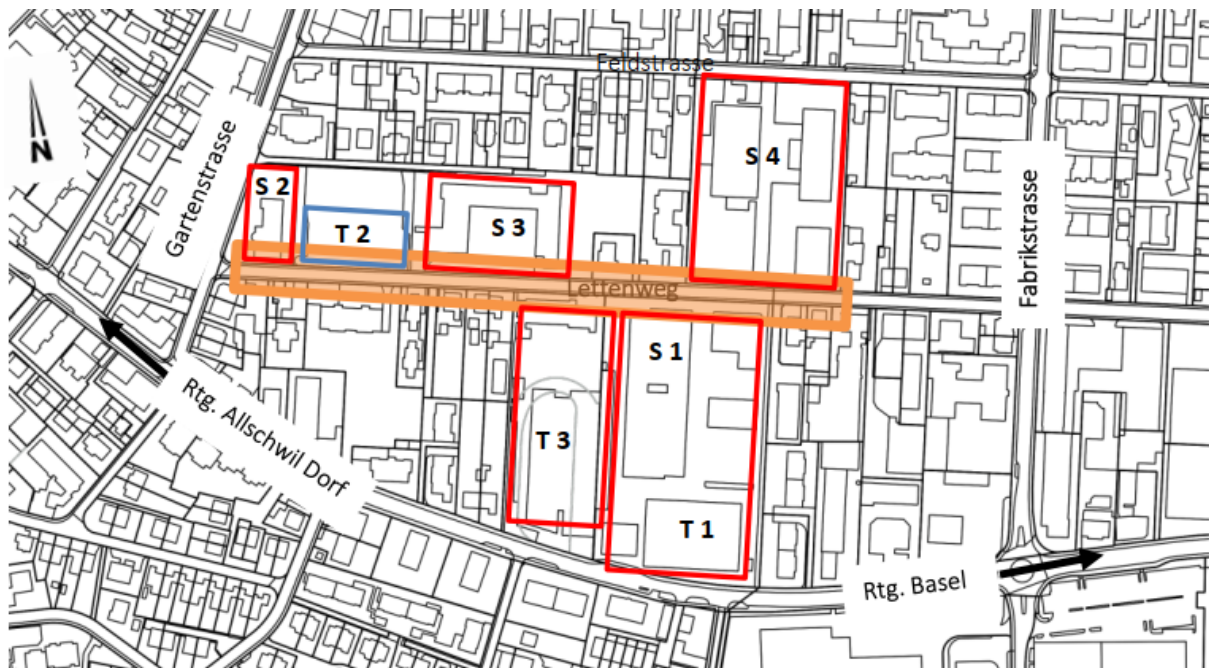 Feldstrasse
N
Gartenstrasse
S 4
Fabrikstrasse
S 2
T 2
S 3
Lettenweg
S 1
T 3
T 1
Rtg. Allschwil Dorf
Rtg. Basel